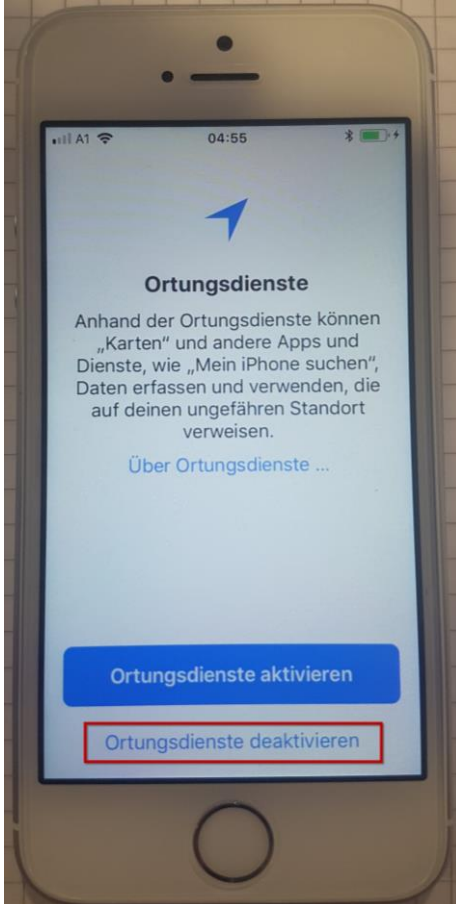 A1 04:55
Ortungsdienste
Anhand der Ortungsdienste können
„Karten“ und andere Apps und
Dienste, wie „Mein iPhone suchen“,
Daten erfassen und verwenden, die
auf deinen ungefähren Standort
verweisen.
Über Ortungsdienste ...
Ortungsdienste aktivieren
Ortungsdienste deaktivieren